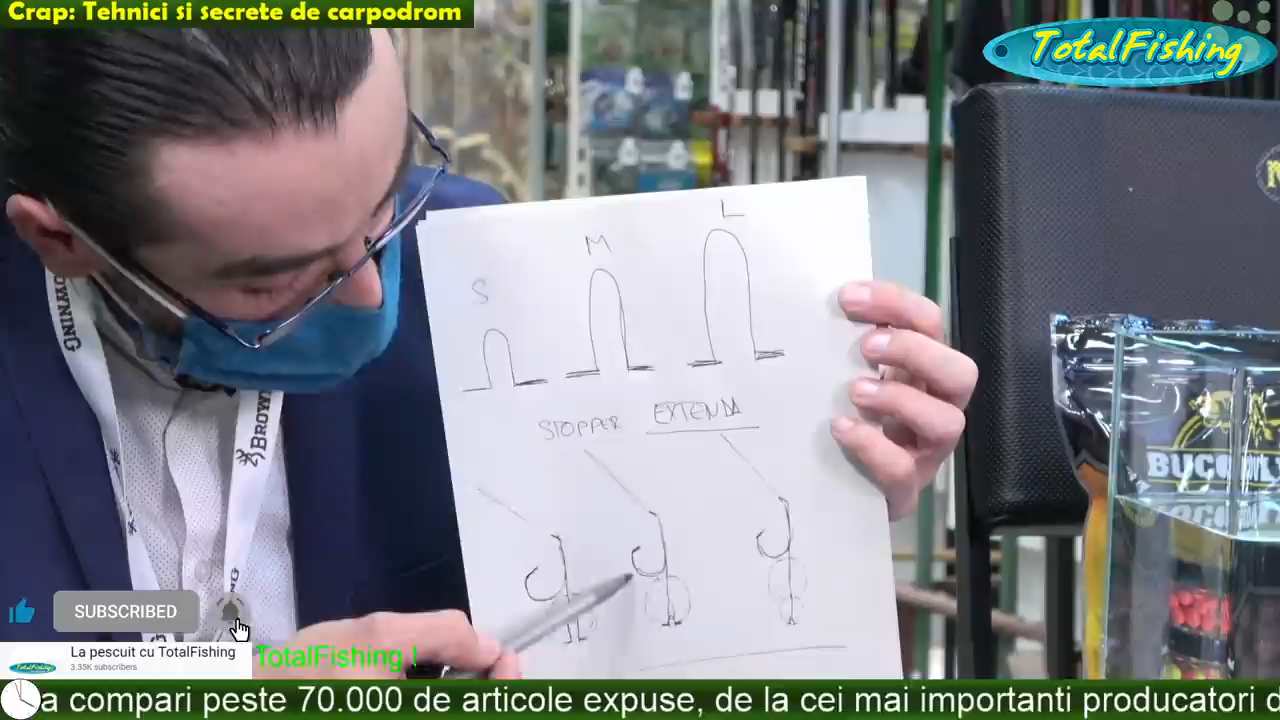 Crap: Tehnici si secrete de carpodrom
TotalFishing
L
M
S
STOPPER EXTENDA
BROWNING
SUBSCRIBED
La pescuit cu TotalFishing
3.35K subscribers
TotalFishing !
a compari peste 70.000 de articole expuse, de la cei mai importanti producatori d